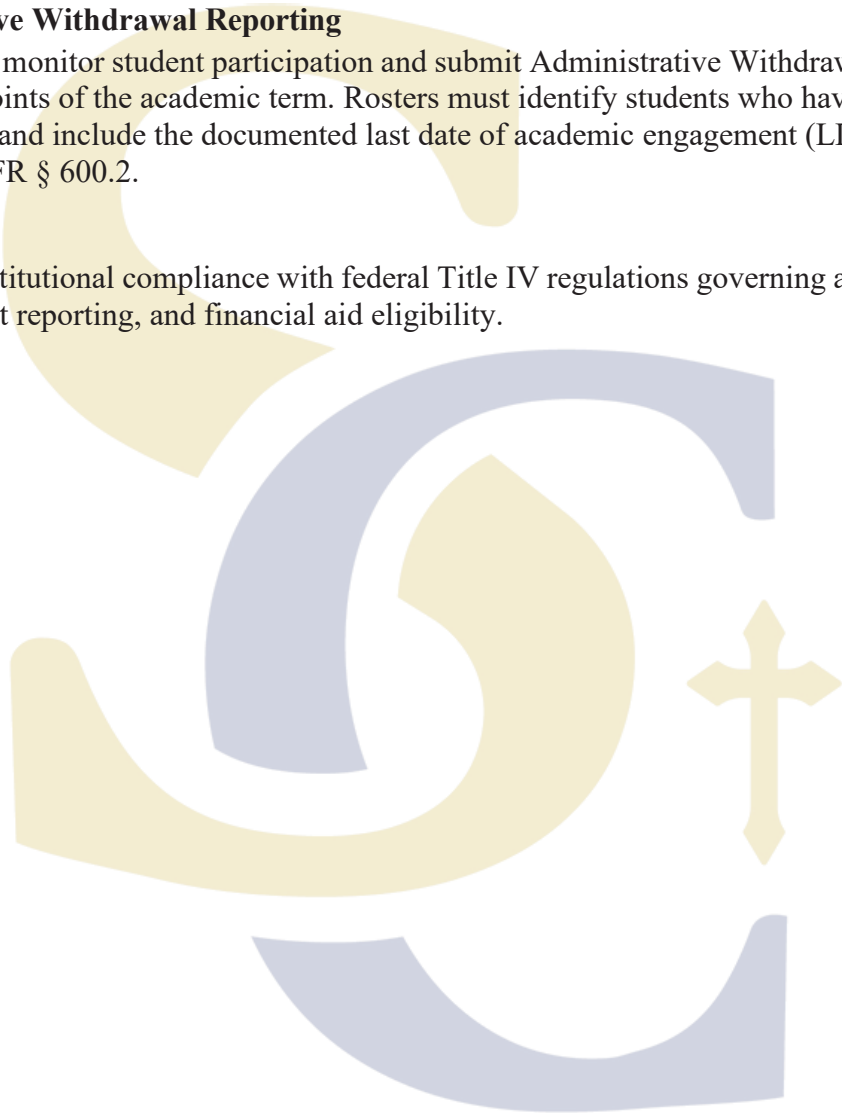 ve Withdrawal Reporting
monitor student participation and submit Administrative Withdraw
oints of the academic term. Rosters must identify students who hav
and include the documented last date of academic engagement (LD
FR § 600.2.
titutional compliance with federal Title IV regulations governing a
t reporting, and financial aid eligibility.